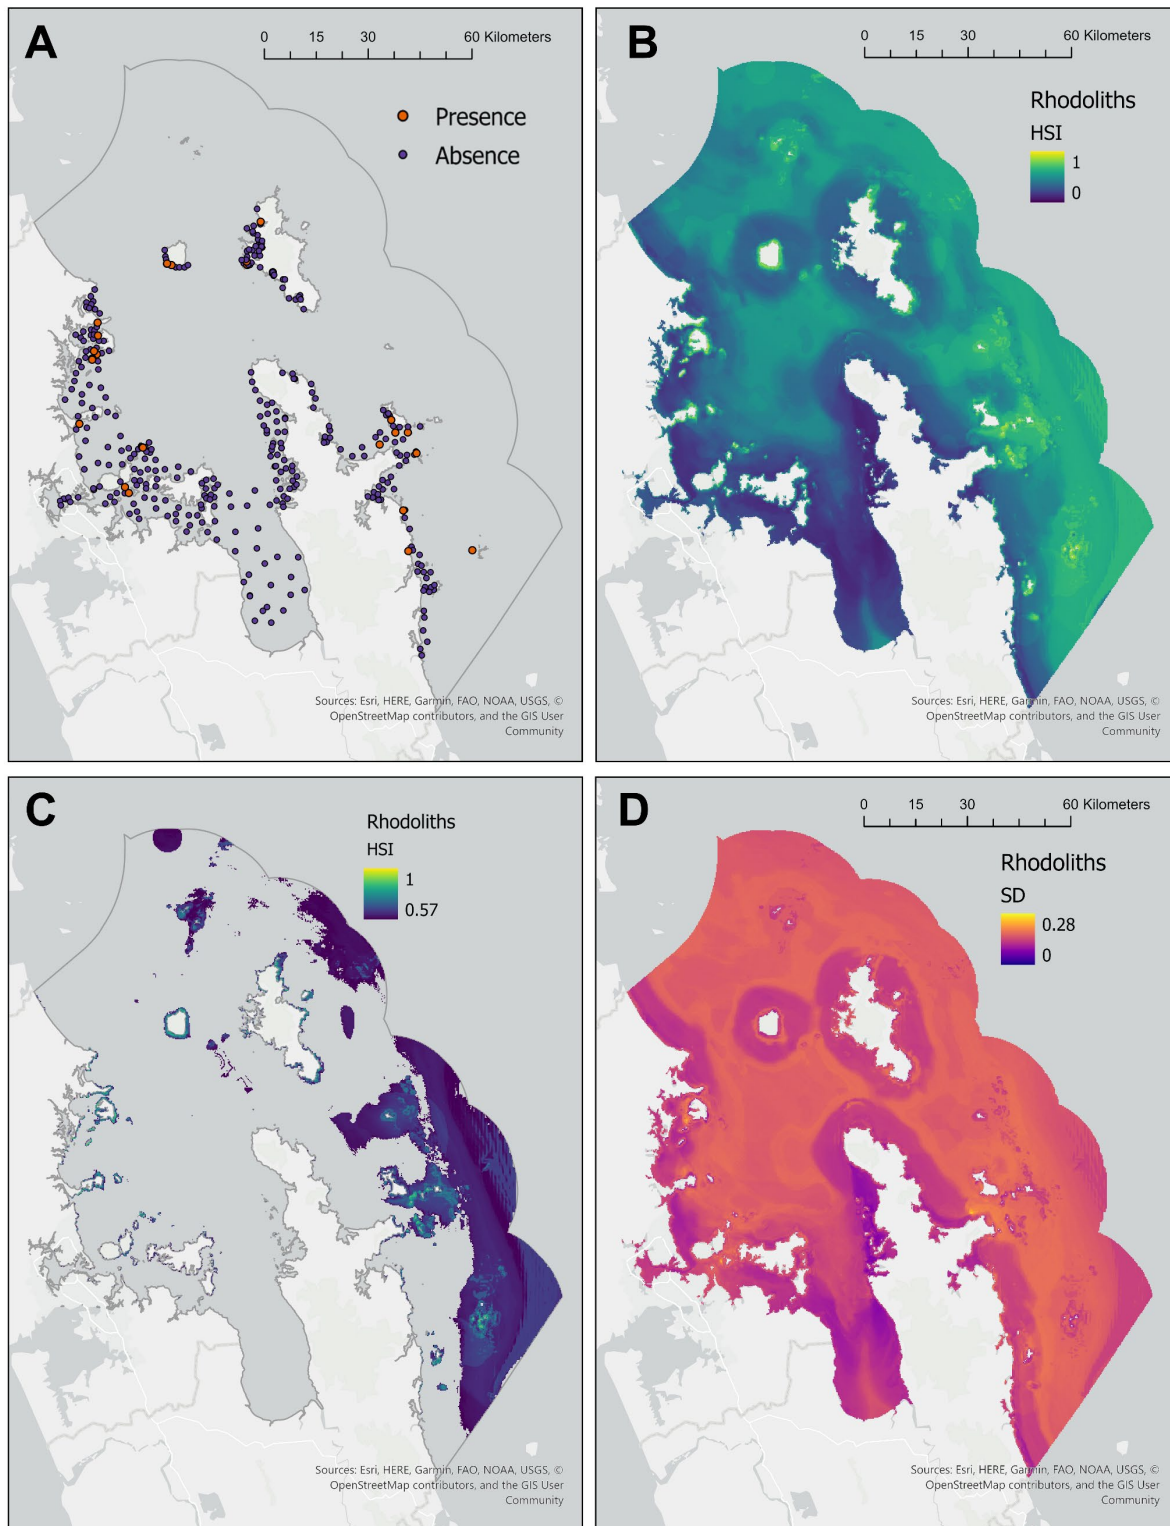 A
0 15 30 60 Kilometers
Presence
Absence
Sources: Esri, HERE, Garmin, FAO, NOAA, USGS, ©
OpenStreetMap contributors, and the GIS User
Community
B
0 15 30 60 Kilometers
Rhodoliths
HSI
1
0
Sources: Esri, HERE, Garmin, FAO, NOAA, USGS, ©
OpenStreetMap contributors, and the GIS User
Community
C
Rhodoliths
HSI
1
0.57
Sources: Esri, HERE, Garmin, FAO, NOAA, USGS, ©
OpenStreetMap contributors, and the GIS User
Community
D
0 15 30 60 Kilometers
Rhodoliths
SD
0.28
0
Sources: Esri, HERE, Garmin, FAO, NOAA, USGS, ©
OpenStreetMap contributors, and the GIS User
Community